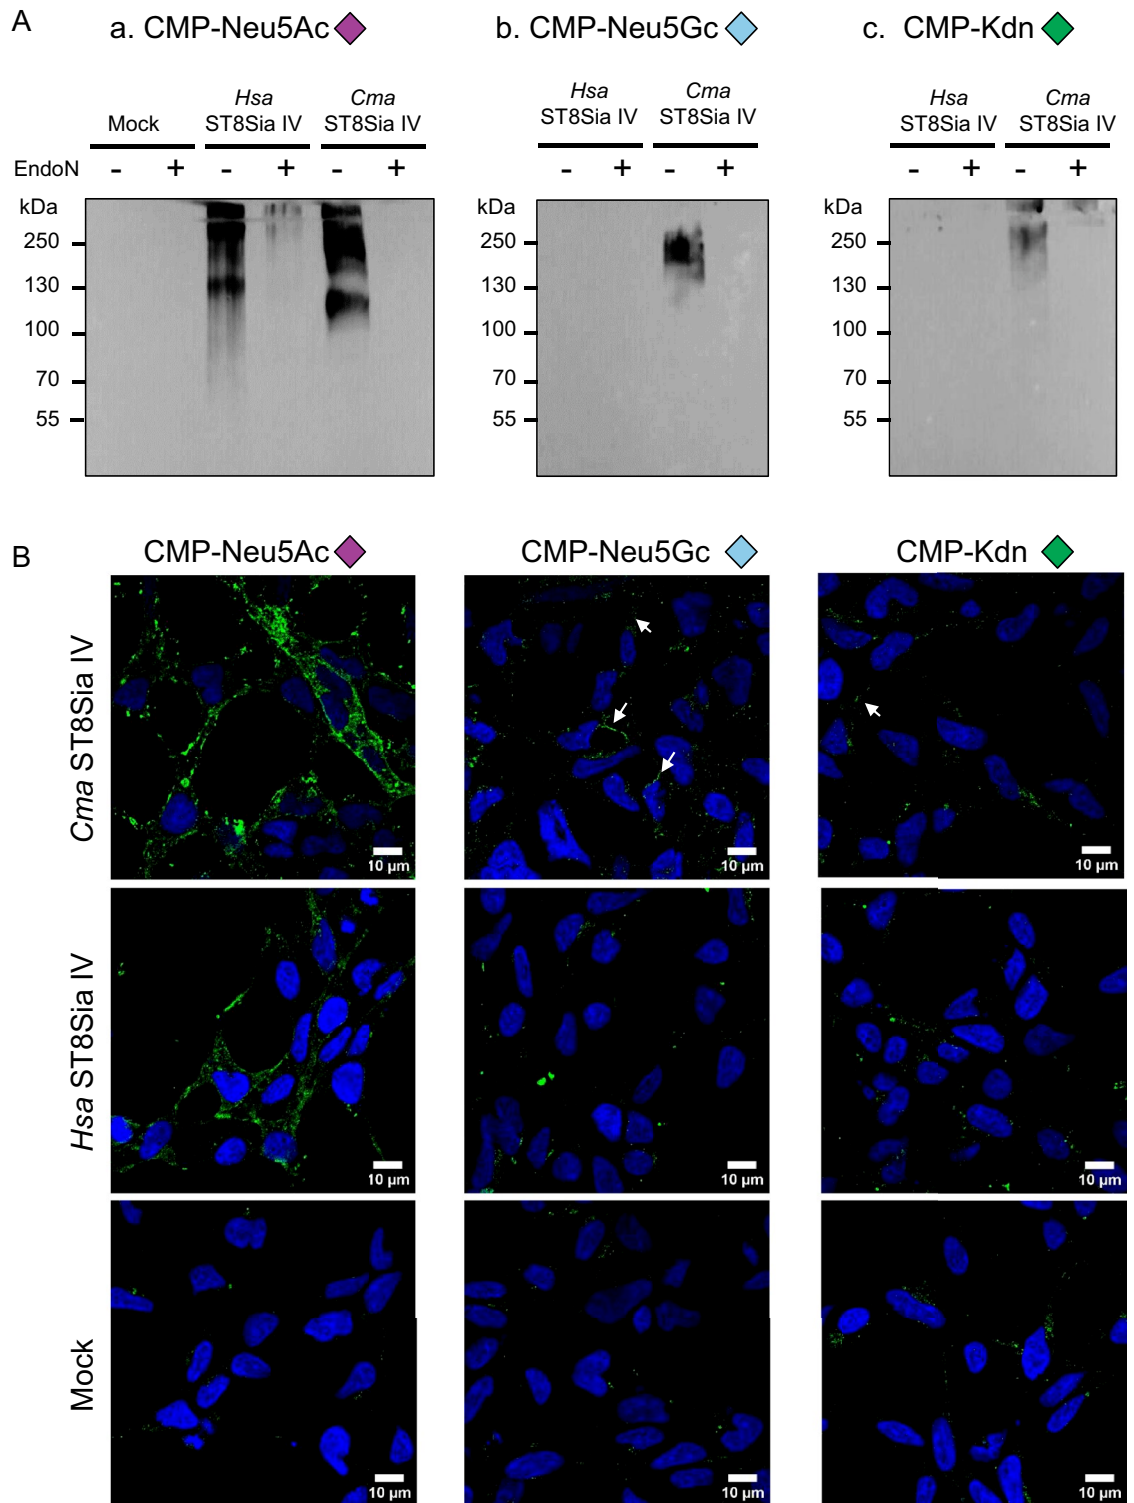 A
a. CMP-Neu5Ac
b. CMP-Neu5Gc
c. CMP-Kdn
Mock
Hsa
ST8Sia IV
Cma
ST8Sia IV
Hsa
ST8Sia IV
Cma
ST8Sia IV
Hsa
ST8Sia IV
Cma
ST8Sia IV
EndoN - + - + - +
- + - +
- + - +
kDa
250
130
100
70
55
kDa
250
130
100
70
55
kDa
250
130
100
70
55
B
CMP-Neu5Ac
CMP-Neu5Gc
CMP-Kdn
Cma ST8Sia IV
10 µm
10 µm
10 µm
Hsa ST8Sia IV
10 µm
10 µm
10 µm
Mock
10 µm
10 µm
10 µm